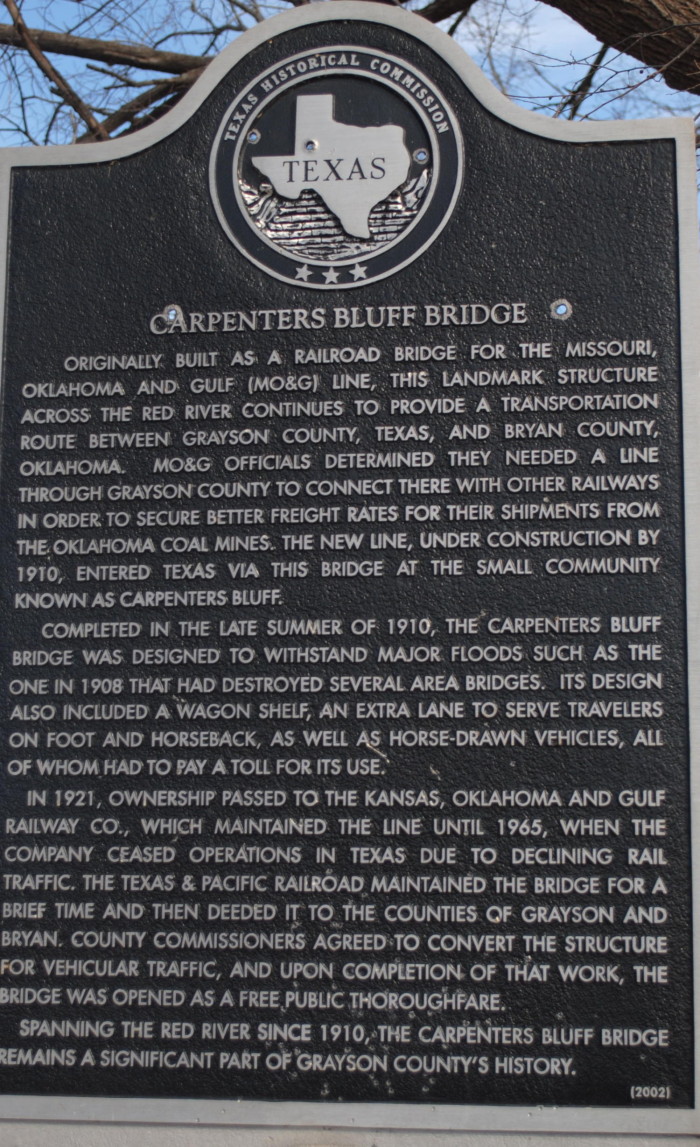 TEXAS HISTORICAL COMMISSION
TEXAS
CARPENTERS BLUFF BRIDGE
ORIGINALLY BUILT AS A RAILROAD BRIDGE FOR THE MISSOURI,
OKLAHOMA AND GULF (MO&G) LINE, THIS LANDMARK STRUCTURE
ACROSS THE RED RIVER CONTINUES TO PROVIDE A TRANSPORTATION
ROUTE BETWEEN GRAYSON COUNTY, TEXAS, AND BRYAN COUNTY,
OKLAHOMA. MO&G OFFICIALS DETERMINED THEY NEEDED A LINE
THROUGH GRAYSON COUNTY TO CONNECT THERE WITH OTHER RAILWAYS
IN ORDER TO SECURE BETTER FREIGHT RATES FOR THEIR SHIPMENTS FROM
THE OKLAHOMA COAL MINES. THE NEW LINE, UNDER CONSTRUCTION BY
1910, ENTERED TEXAS VIA THIS BRIDGE AT THE SMALL COMMUNITY
KNOWN AS CARPENTERS BLUFF.
COMPLETED IN THE LATE SUMMER OF 1910, THE CARPENTERS BLUFF
BRIDGE WAS DESIGNED TO WITHSTAND MAJOR FLOODS SUCH AS THE
ONE IN 1908 THAT HAD DESTROYED SEVERAL AREA BRIDGES. ITS DESIGN
ALSO INCLUDED A WAGON SHELF, AN EXTRA LANE TO SERVE TRAVELERS
ON FOOT AND HORSEBACK, AS WELL AS HORSE-DRAWN VEHICLES, ALL
OF WHOM HAD TO PAY A TOLL FOR ITS USE.
IN 1921, OWNERSHIP PASSED TO THE KANSAS, OKLAHOMA AND GULF
RAILWAY CO., WHICH MAINTAINED THE LINE UNTIL 1965, WHEN THE
COMPANY CEASED OPERATIONS IN TEXAS DUE TO DECLINING RAIL
TRAFFIC. THE TEXAS & PACIFIC RAILROAD MAINTAINED THE BRIDGE FOR A
BRIEF TIME AND THEN DEEDED IT TO THE COUNTIES OF GRAYSON AND
BRYAN. COUNTY COMMISSIONERS AGREED TO CONVERT THE STRUCTURE
FOR VEHICULAR TRAFFIC, AND UPON COMPLETION OF THAT WORK, THE
BRIDGE WAS OPENED AS A FREE PUBLIC THOROUGHFARE.
SPANNING THE RED RIVER SINCE 1910, THE CARPENTERS BLUFF BRIDGE
REMAINS A SIGNIFICANT PART OF GRAYSON COUNTY'S HISTORY.
(2002)